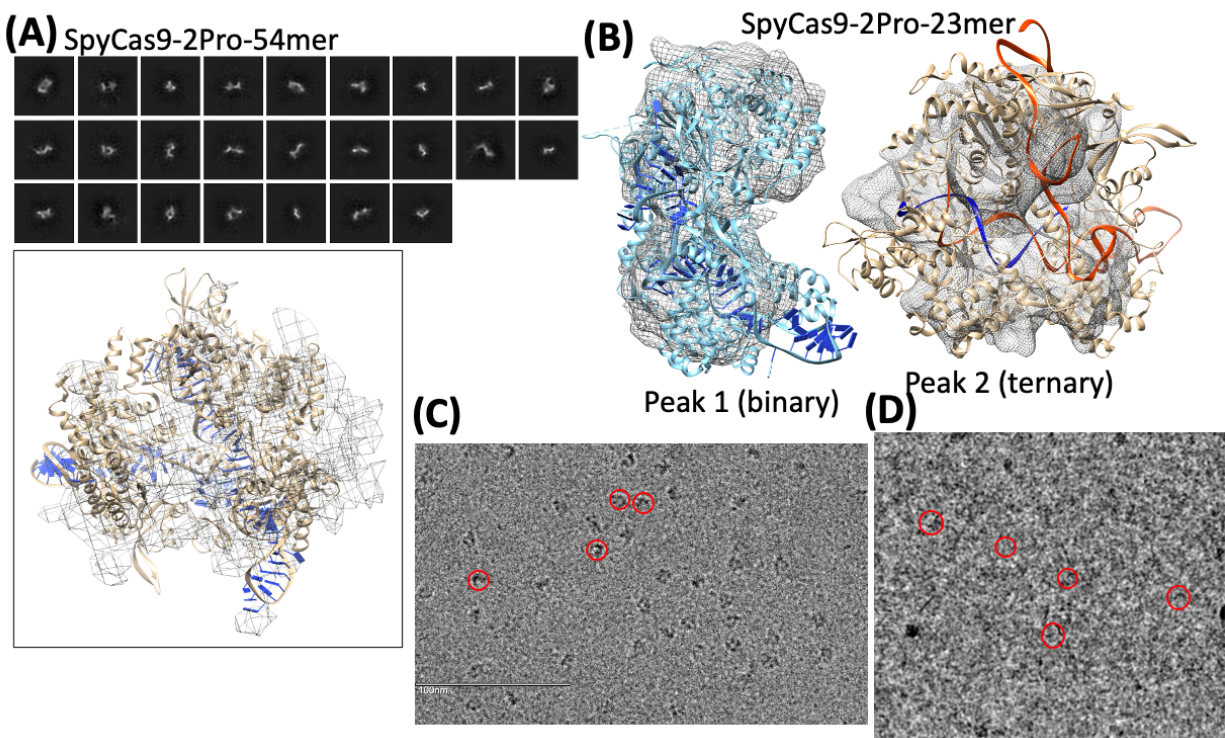 (A) SpyCas9-2Pro-54mer
(B) SpyCas9-2Pro-23mer
Peak 1 (binary)
Peak 2 (ternary)
(C)
(D)
100nm